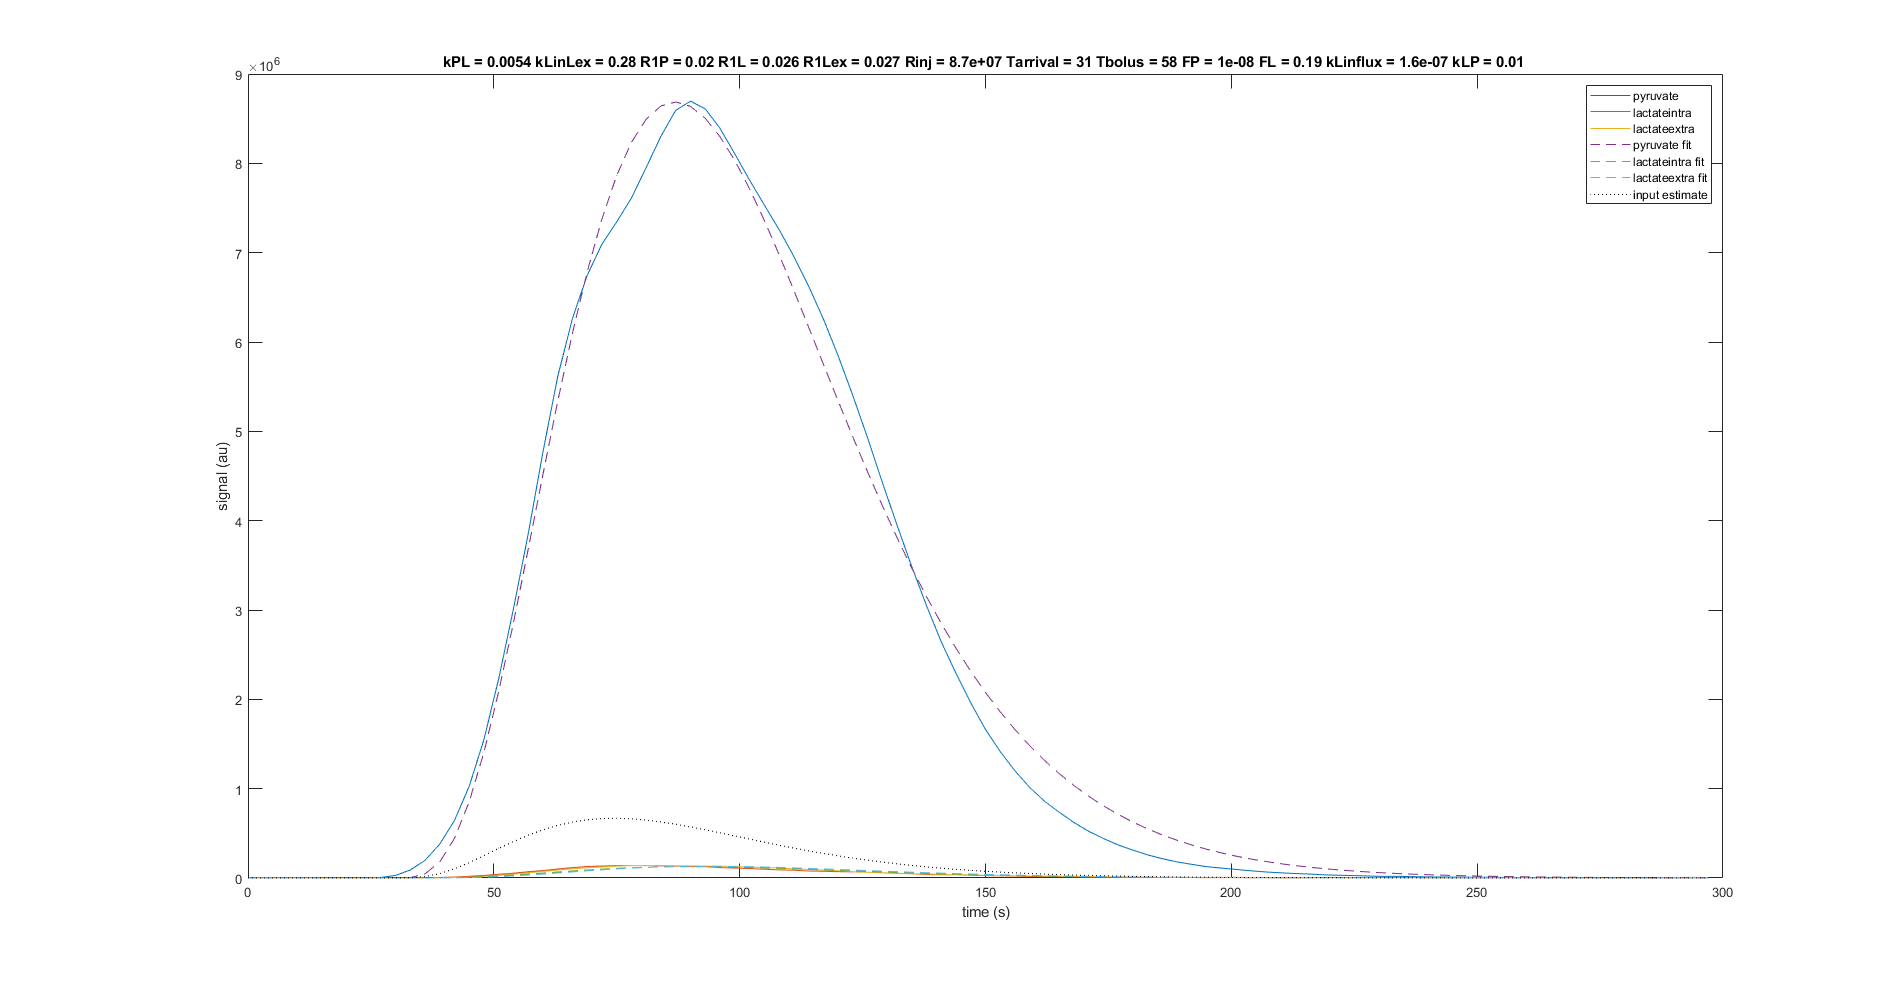 kPL = 0.0054 kLinLex = 0.28 R1P = 0.02 R1L = 0.026 R1Lex = 0.027 Rinj = 8.7e+07 Tarrival = 31 Tbolus = 58 FP = 1e-08 FL = 0.19 kLinflux = 1.6e-07 kLP = 0.01
×10⁶
9
8
7
6
5
4
3
2
1
0
signal (au)
pyruvate
lactateintra
lactateextra
pyruvate fit
lactateintra fit
lactateextra fit
input estimate
0 50 100 150 200 250 300
time (s)